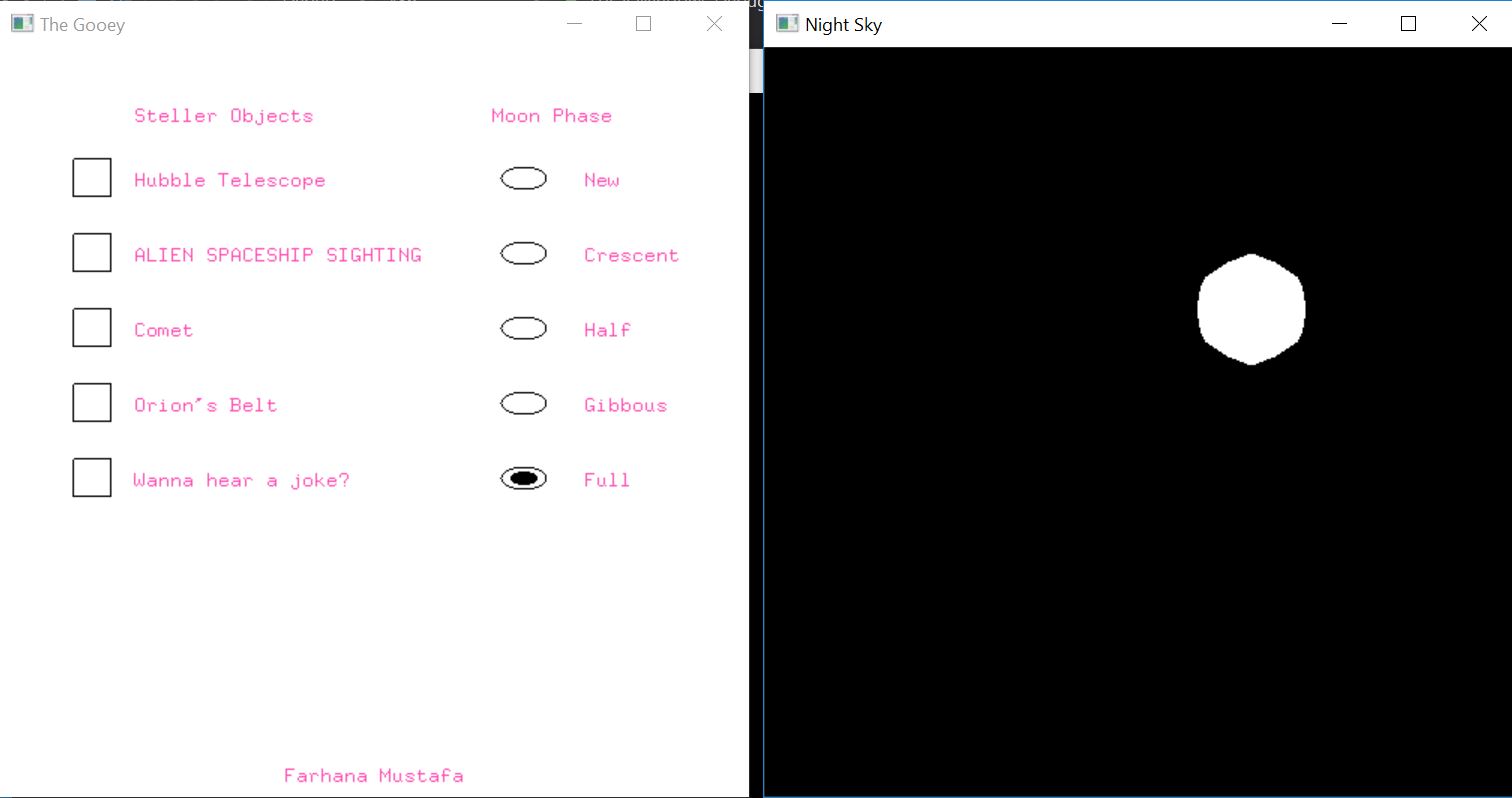 The Gooey
Night Sky
Steller Objects
Moon Phase
Hubble Telescope
New
ALIEN SPACESHIP SIGHTING
Crescent
Comet
Half
Orion's Belt
Gibbous
Wanna hear a joke?
Full
Farhana Mustafa